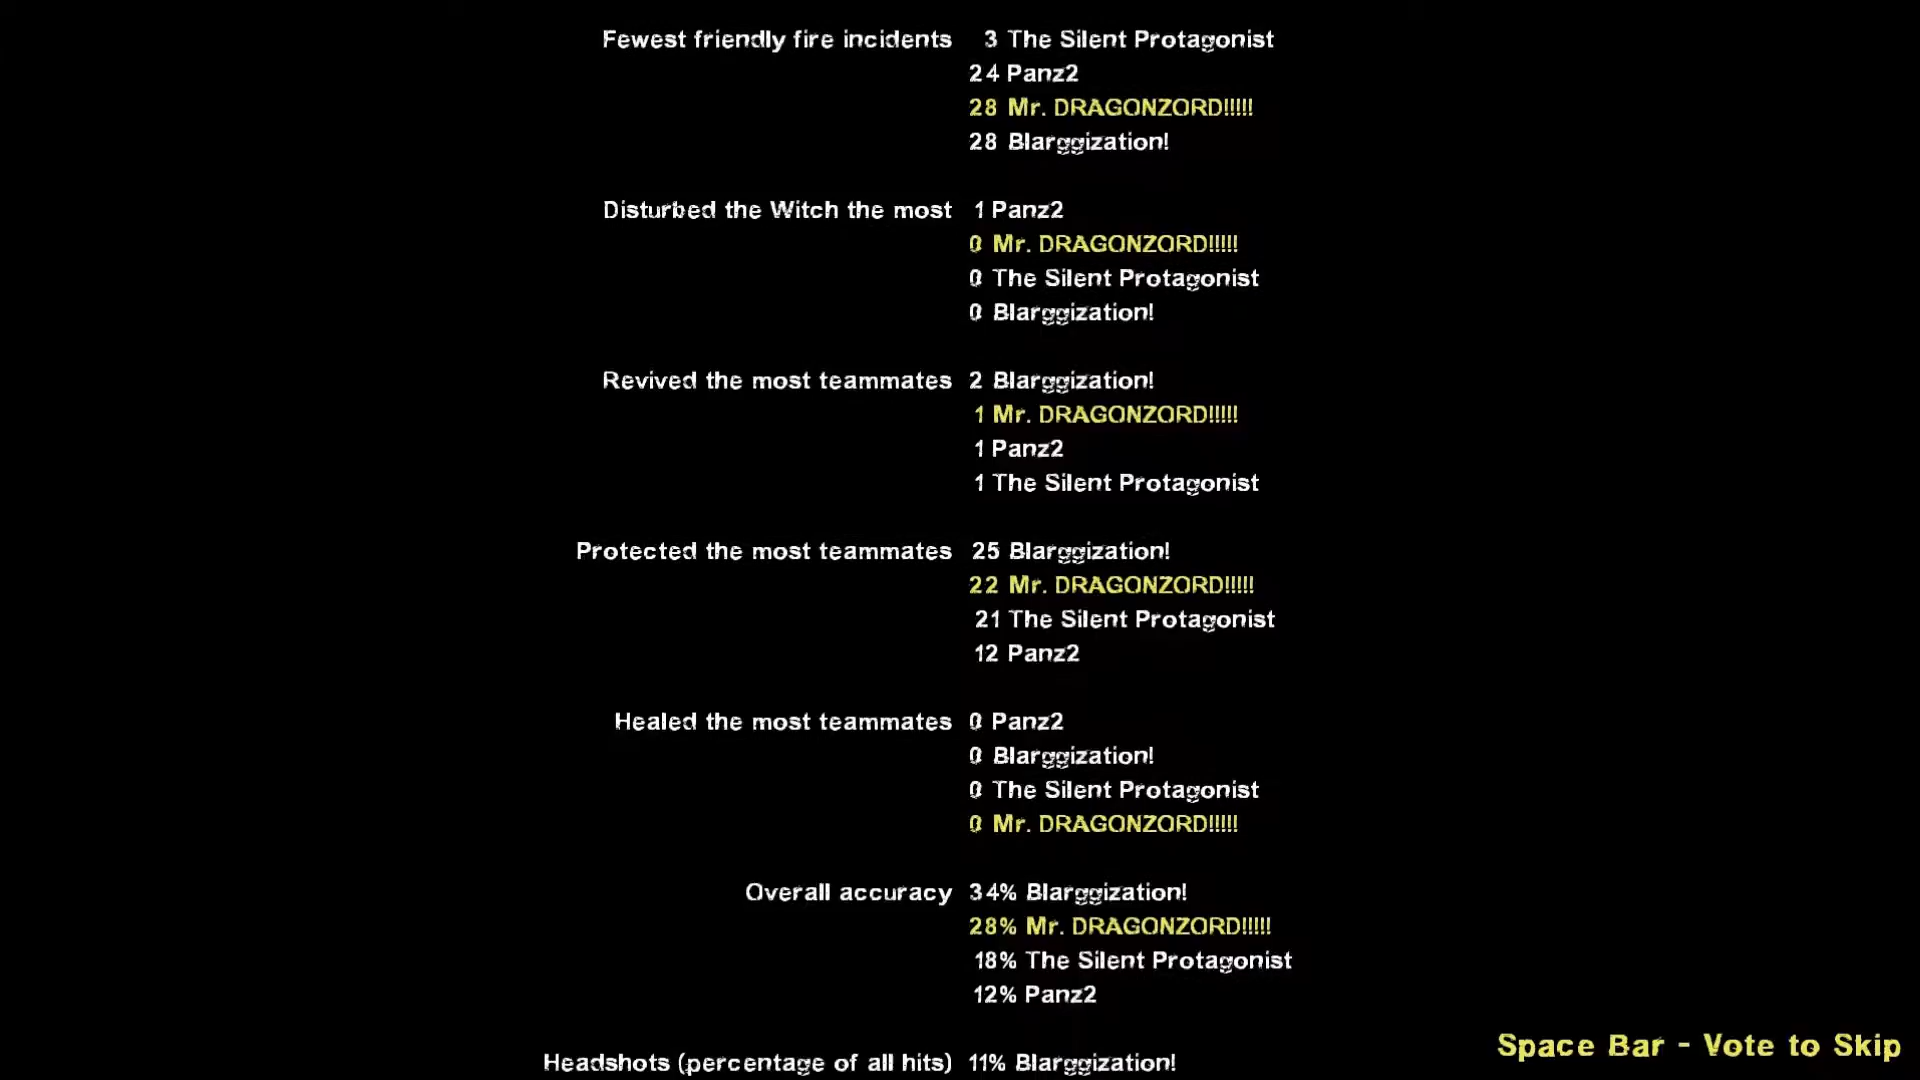 Fewest friendly fire incidents 3 The Silent Protagonist
24 Panz2
28 Mr. DRAGONZORD!!!!!
28 Blarggization!
Disturbed the Witch the most 1 Panz2
0 Mr. DRAGONZORD!!!!!
0 The Silent Protagonist
0 Blarggization!
Revived the most teammates 2 Blarggization!
1 Mr. DRAGONZORD!!!!!
1 Panz2
1 The Silent Protagonist
Protected the most teammates 25 Blarggization!
22 Mr. DRAGONZORD!!!!!
21 The Silent Protagonist
12 Panz2
Healed the most teammates 0 Panz2
0 Blarggization!
0 The Silent Protagonist
0 Mr. DRAGONZORD!!!!!
Overall accuracy 34% Blarggization!
28% Mr. DRAGONZORD!!!!!
18% The Silent Protagonist
12% Panz2
Headshots (percentage of all hits) 11% Blarggization!
Space Bar - Vote to Skip